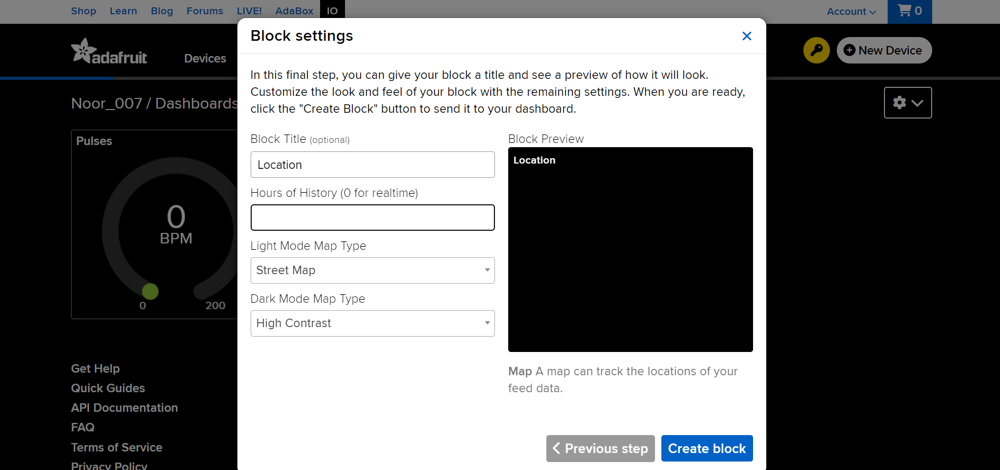 Shop Learn Blog Forums LIVE! AdaBox IO Account 0
Block settings
adafruit Devices New Device
In this final step, you can give your block a title and see a preview of how it will look.
Customize the look and feel of your block with the remaining settings. When you are ready,
click the "Create Block" button to send it to your dashboard.
Noor_007 / Dashboards
Pulses
0
BPM
0 200
Block Title (optional)
Location
Hours of History (0 for realtime)
Light Mode Map Type
Street Map
Dark Mode Map Type
High Contrast
Block Preview
Location
Map A map can track the locations of your
feed data.
Previous step Create block
Get Help
Quick Guides
API Documentation
FAQ
Terms of Service
Privacy Policy